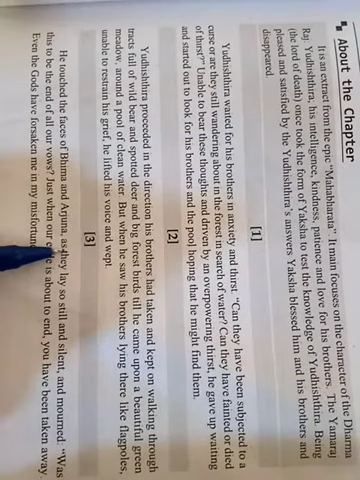 About the Chapter
It is an extract from the epic "Mahabharata". It main focuses on the character of the Dharma
Raj Yudhishthira, his intelligence, kindness, patience and love for his brothers. The Yamaraj
(the lord of death) once took the form of Yaksha to test the knowledge of Yudhishthira. Being
pleased and satisfied by the Yudhishthira's answers Yaksha blessed him and his brothers and
disappeared.
[1]
Yudhishthira waited for his brothers in anxiety and thirst. "Can they have been subjected to a
curse or are they still wandering about in the forest in search of water? Can they have fainted or died
of thirst?" Unable to bear these thoughts and driven by an overpowering thirst, he gave up waiting
and started out to look for his brothers and the pool hoping that he might find them.
[2]
Yudhishthira proceeded in the direction his brothers had taken and kept on walking through
tracts full of wild bear and spotted deer and big forest birds till he came upon a beautiful green
meadow, around a pool of clean water. But when he saw his brothers lying there like flagpoles,
unable to restrain his grief, he lifted his voice and wept.
[3]
He touched the faces of Bhima and Arjuna, as they lay so still and silent, and mourned: "Was
this to be the end of all our vows? Just when our is about to end, you have been taken away.
Even the Gods have forsaken me in my